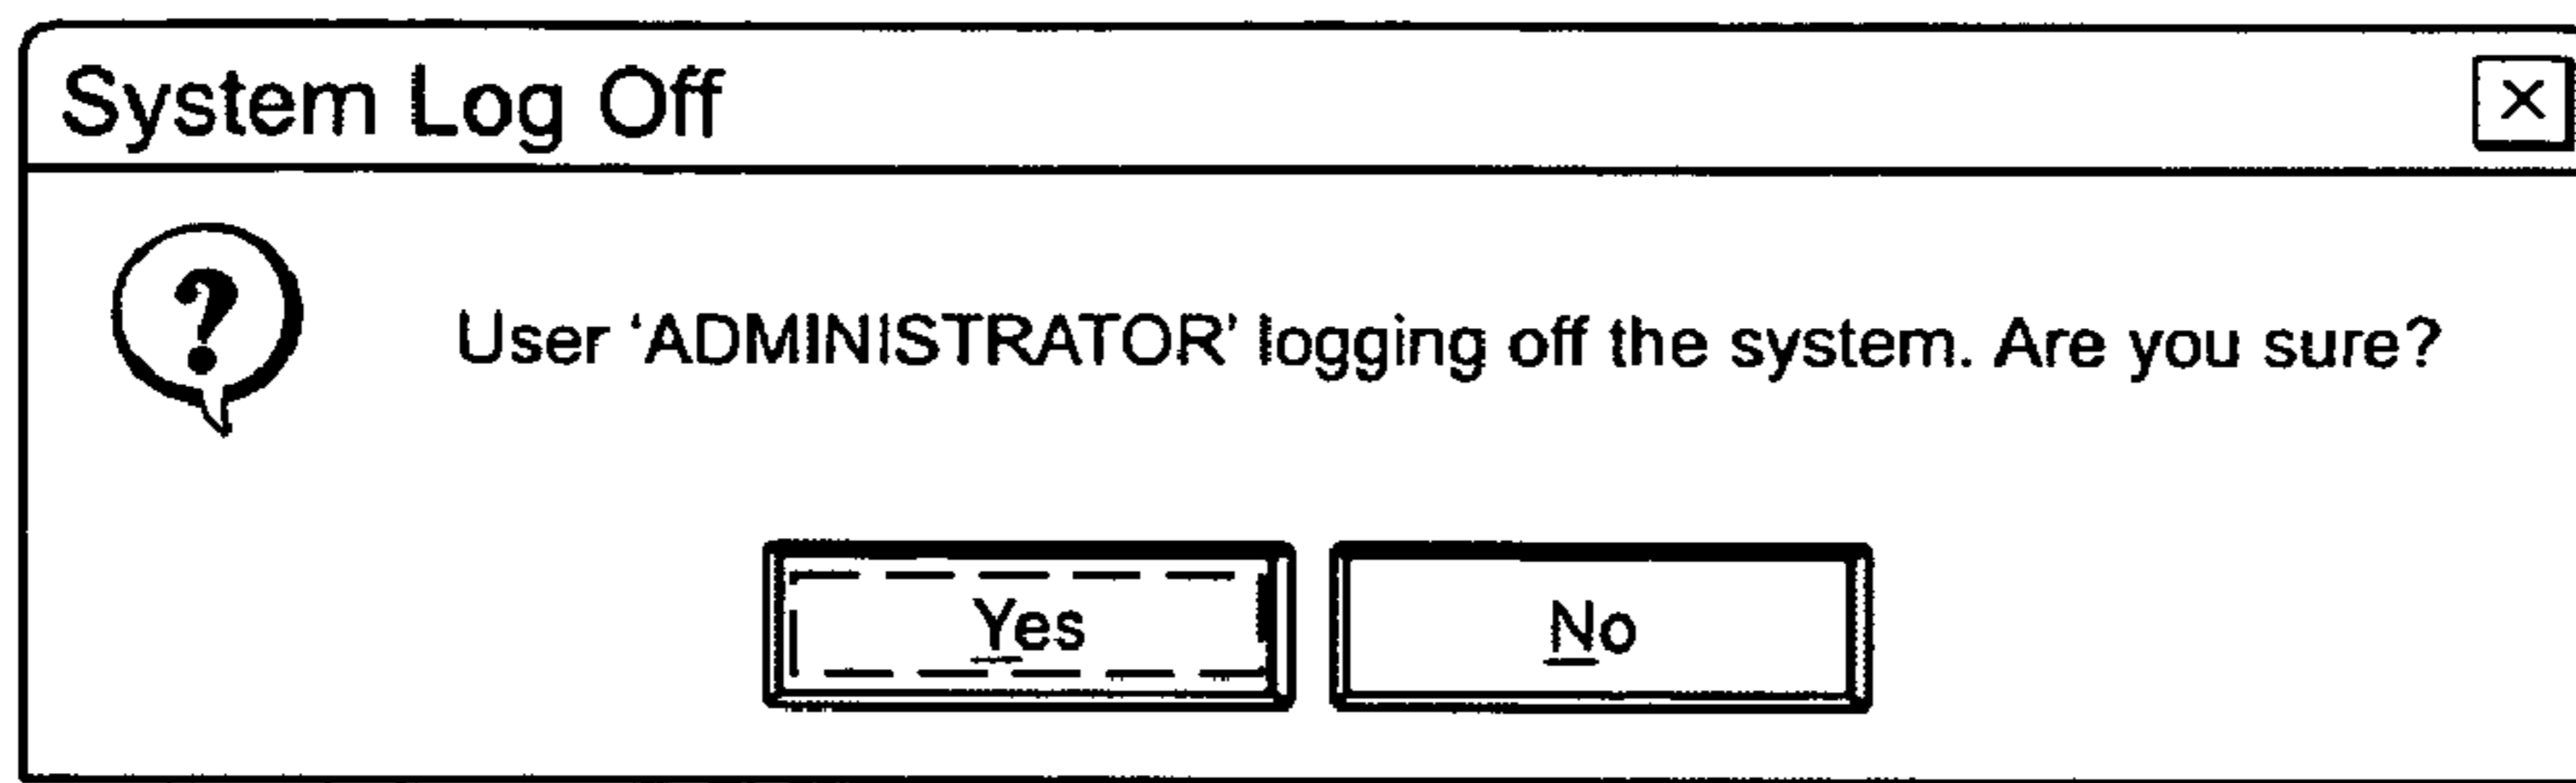 System Log Off
User ‘ADMINISTRATOR’ logging off the system. Are you sure?
Yes No